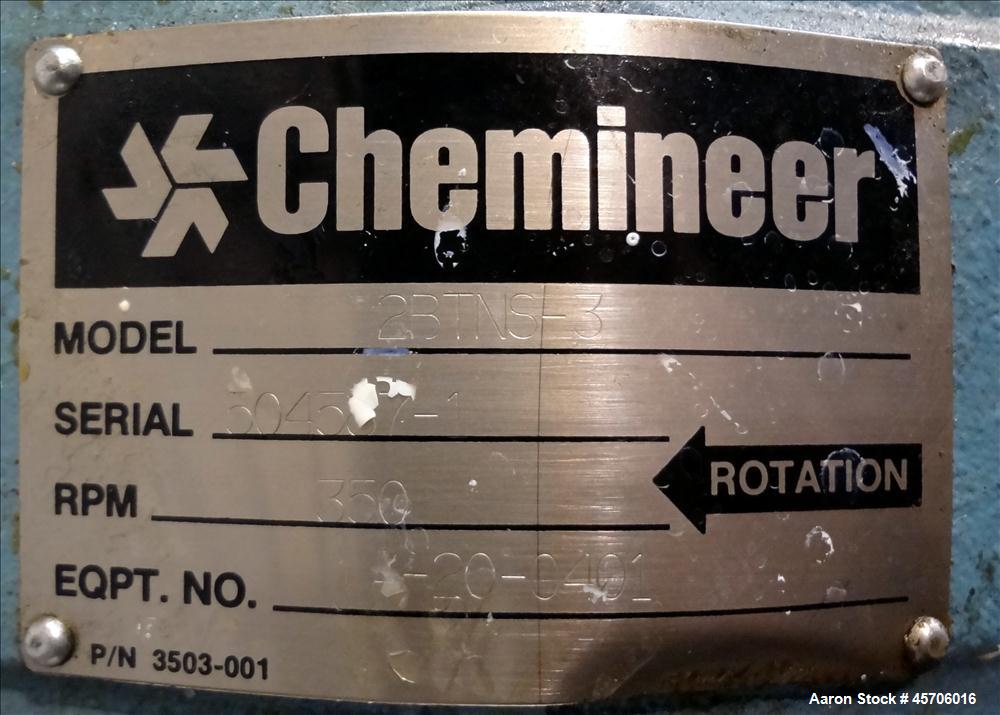 Chemineer
MODEL 2BTNS-3
SERIAL
RPM 350
ROTATION
EQPT. NO.
P/N 3503-001
Aaron Stock # 45706016